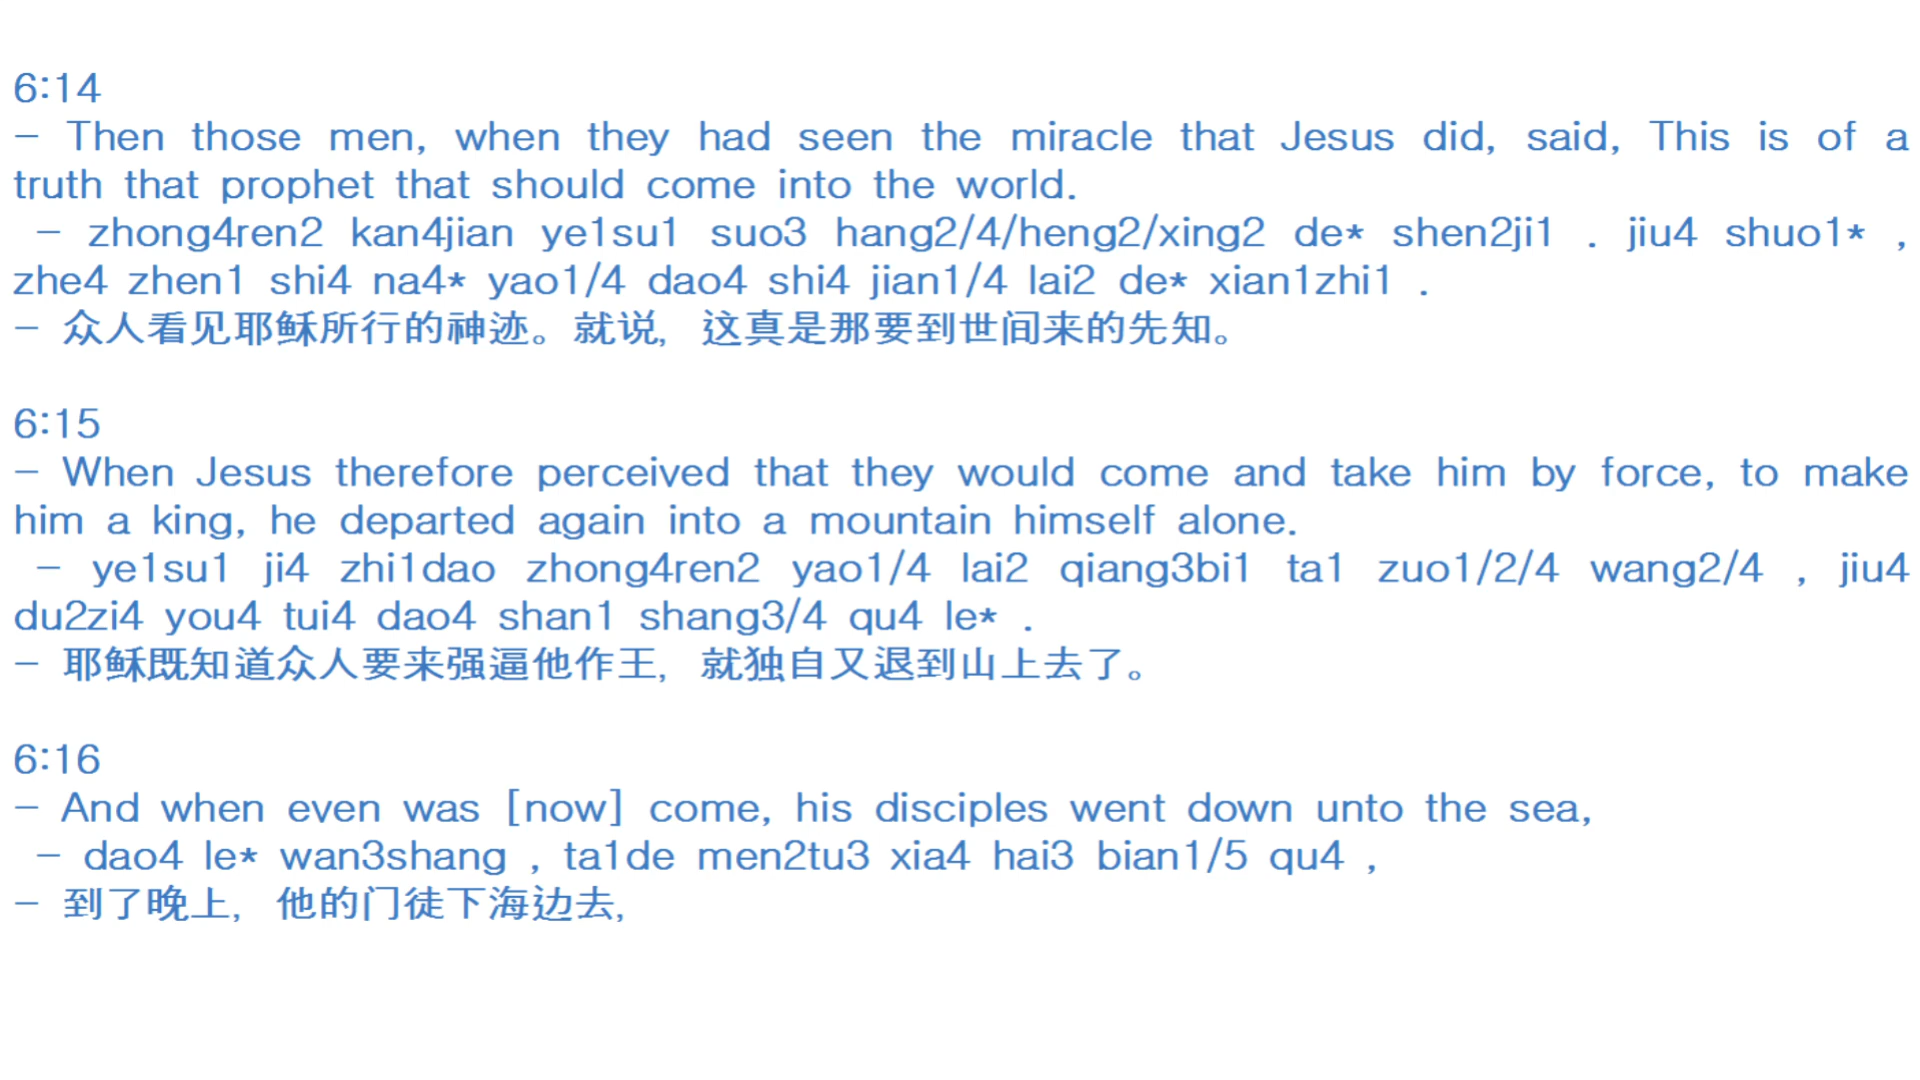 6:14
- Then those men, when they had seen the miracle that Jesus did, said, This is of a
truth that prophet that should come into the world.
- zhong4ren2 kan4jian ye1su1 suo3 hang2/4/heng2/xing2 de* shen2ji1 . jiu4 shuo1* ,
zhe4 zhen1 shi4 na4* yao1/4 dao4 shi4 jian1/4 lai2 de* xian1zhi1 .
- 众人看见耶稣所行的神迹。就说, 这真是那要到世间来的先知。
6:15
- When Jesus therefore perceived that they would come and take him by force, to make
him a king, he departed again into a mountain himself alone.
- ye1su1 ji4 zhi1dao zhong4ren2 yao1/4 lai2 qiang3bi1 ta1 zuo1/2/4 wang2/4 , jiu4
du2zi4 you4 tui4 dao4 shan1 shang3/4 qu4 le* .
- 耶稣既知道众人要来强逼他作王, 就独自又退到山上去了。
6:16
- And when even was [now] come, his disciples went down unto the sea,
- dao4 le* wan3shang , ta1de men2tu3 xia4 hai3 bian1/5 qu4 ,
- 到了晚上, 他的门徒下海边去,